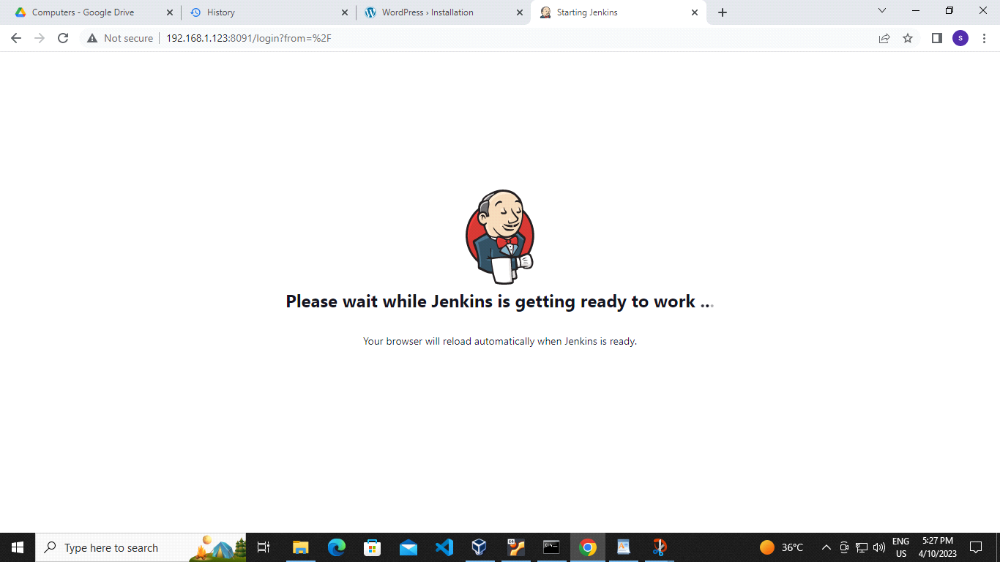 Computers - Google Drive
History
WordPress › Installation
Starting Jenkins
Not secure
192.168.1.123:8091/login?from=%2F
s
Please wait while Jenkins is getting ready to work ...
Your browser will reload automatically when Jenkins is ready.
Type here to search
64
C:\
36°C
ENG
US
5:27 PM
4/10/2023